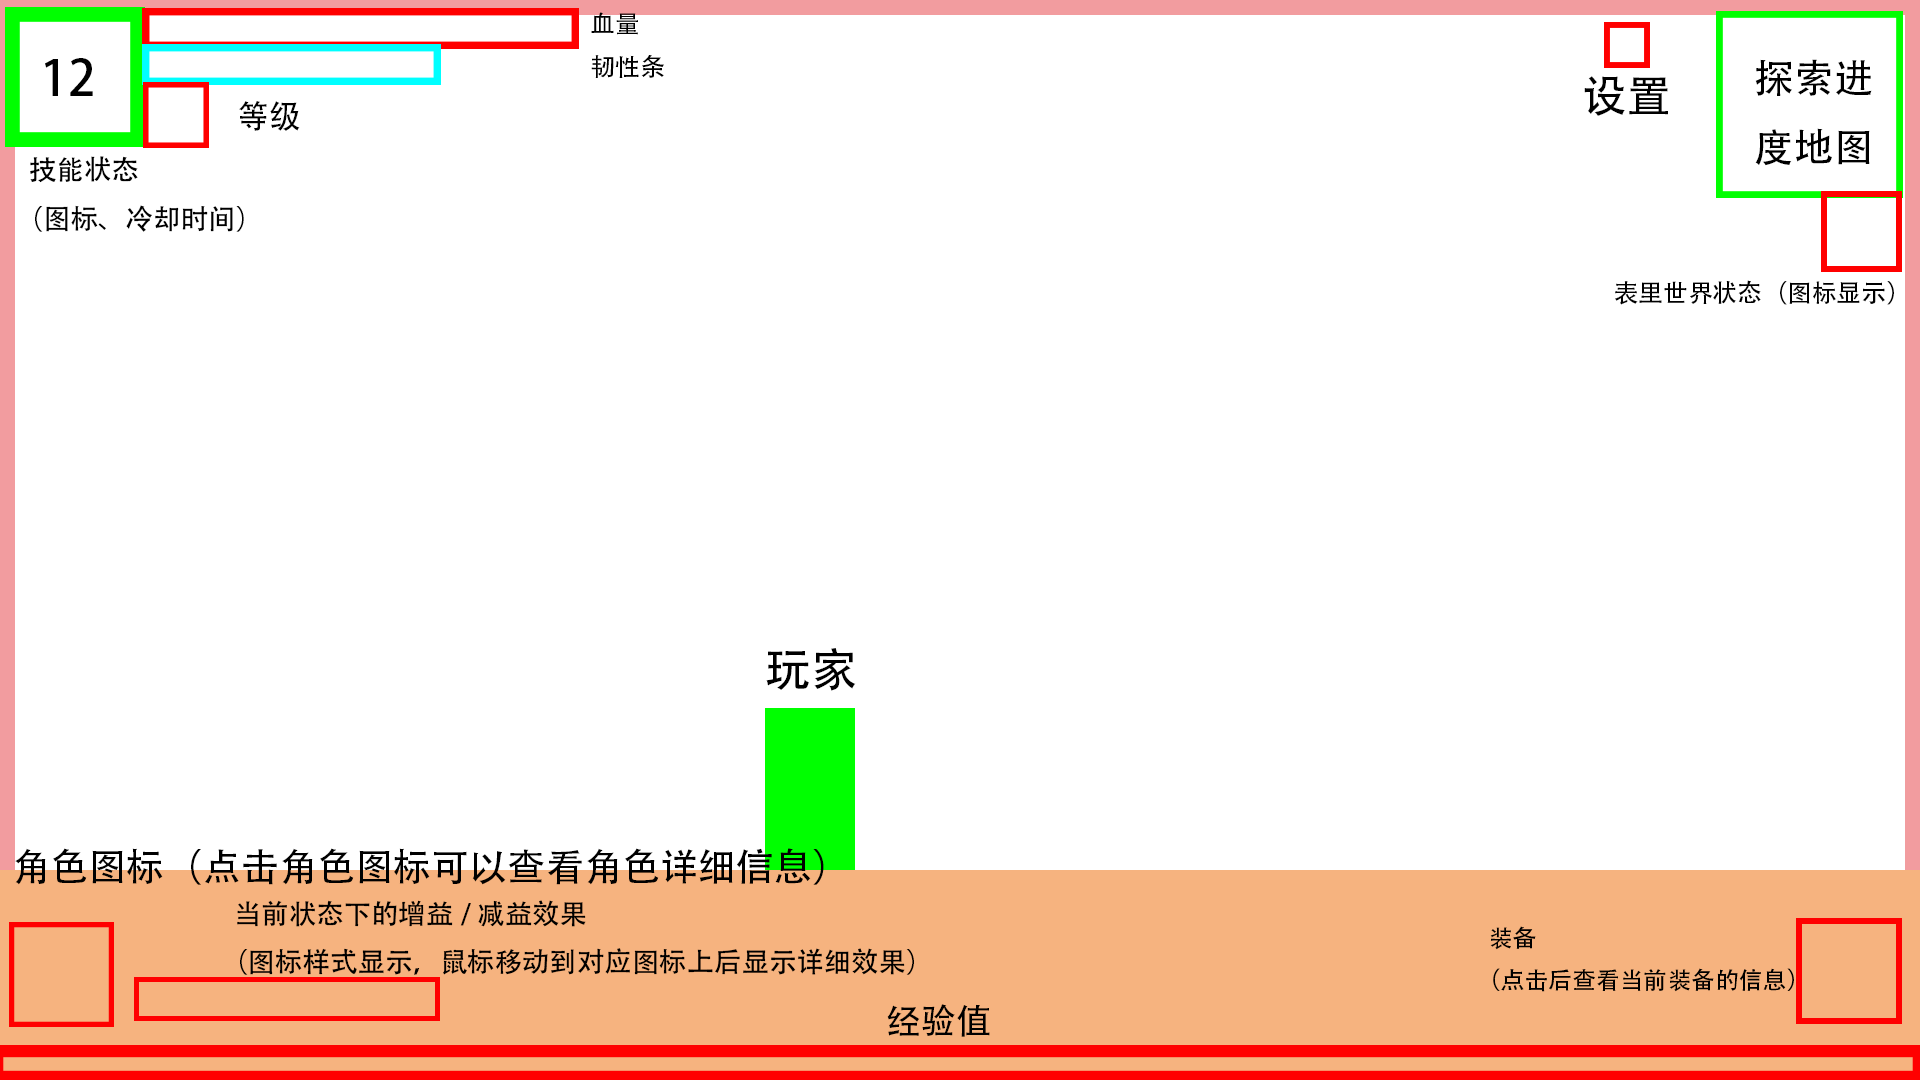 12
血量
韧性条
等级
技能状态
（图标、冷却时间）
设置
探索进
度地图
表里世界状态（图标显示）
玩家
角色图标（点击角色图标可以查看角色详细信息）
当前状态下的增益/减益效果
（图标样式显示，鼠标移动到对应图标上后显示详细效果）
装备
（点击后查看当前装备的信息）
经验值